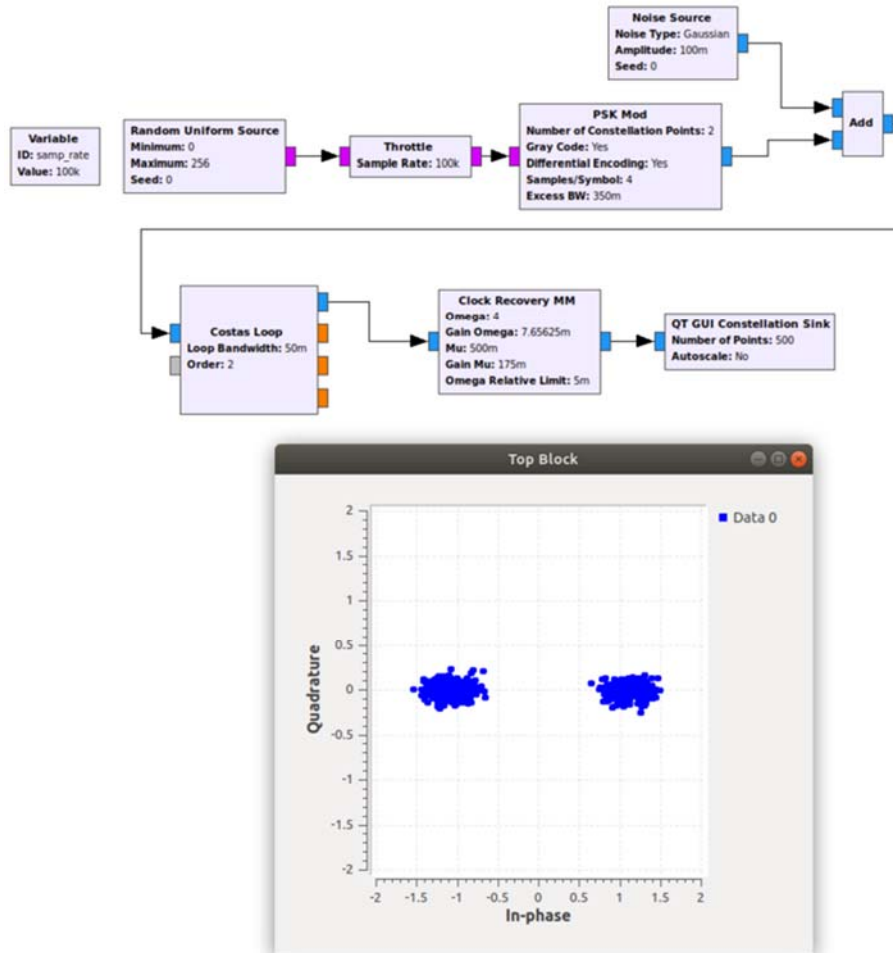 Noise Source
Noise Type: Gaussian
Amplitude: 100m
Seed: 0
Variable
ID: samp_rate
Value: 100k
Random Uniform Source
Minimum: 0
Maximum: 256
Seed: 0
Throttle
Sample Rate: 100k
PSK Mod
Number of Constellation Points: 2
Gray Code: Yes
Differential Encoding: Yes
Samples/Symbol: 4
Excess BW: 350m
Add
Costas Loop
Loop Bandwidth: 50m
Order: 2
Clock Recovery MM
Omega: 4
Gain Omega: 7.65625m
Mu: 500m
Gain Mu: 175m
Omega Relative Limit: 5m
QT GUI Constellation Sink
Number of Points: 500
Autoscale: No
Top Block
Data 0
Quadrature
2
1.5
1
0.5
0
-0.5
-1
-1.5
-2
-2 -1.5 -1 -0.5 0 0.5 1 1.5 2
In-phase